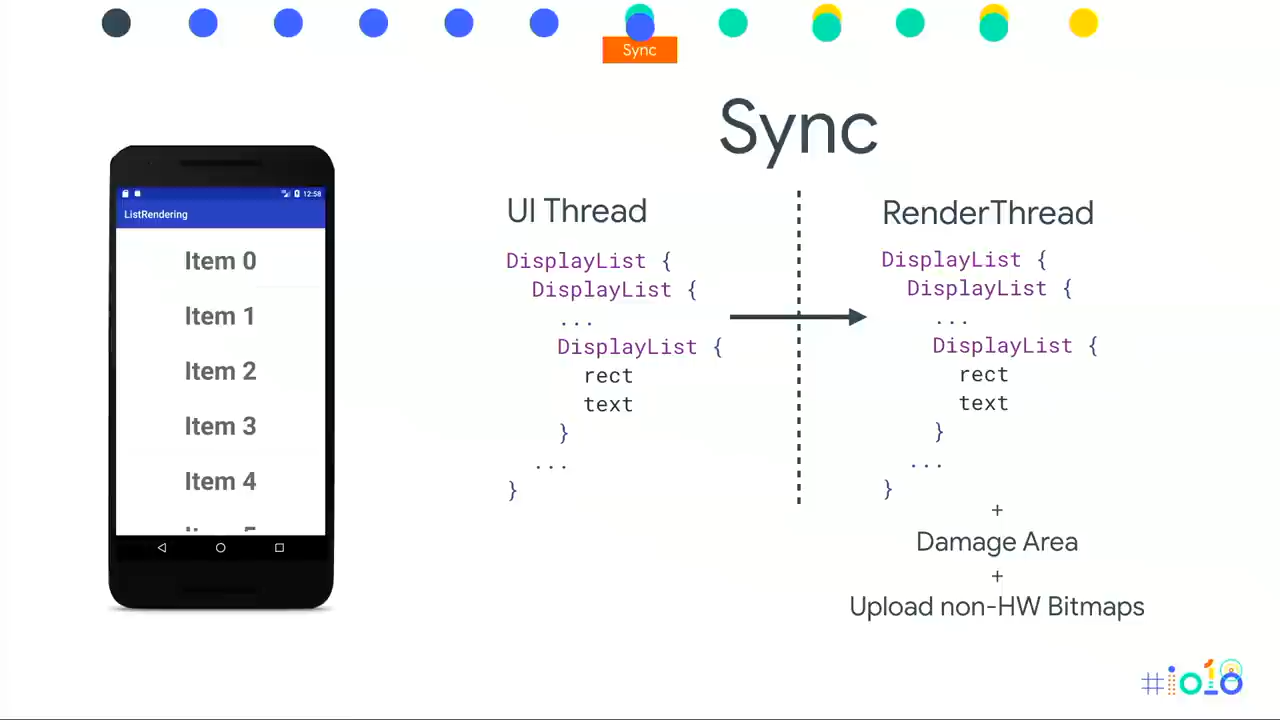 Sync
Sync
12:58
ListRendering
Item 0
Item 1
Item 2
Item 3
Item 4
UI Thread
DisplayList {
DisplayList {
...
DisplayList {
rect
text
}
...
}
RenderThread
DisplayList {
DisplayList {
...
DisplayList {
rect
text
}
...
}
+
Damage Area
+
Upload non-HW Bitmaps
#io18